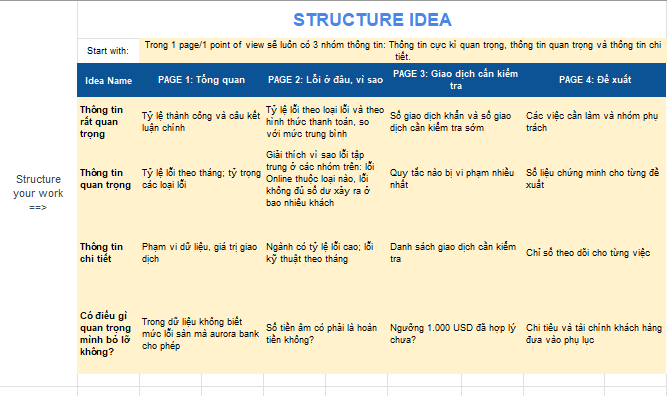 STRUCTURE IDEA
Start with:
Trong 1 page/1 point of view sẽ luôn có 3 nhóm thông tin: Thông tin cực kì quan trọng, thông tin quan trọng và thông tin chi
tiết.
Idea Name
PAGE 1: Tổng quan
PAGE 2: Lỗi ở đâu, vì sao
PAGE 3: Giao dịch cần kiểm
tra
PAGE 4: Đề xuất
Thông tin
rất quan
trọng
Tỷ lệ thành công và câu kết
luận chính
Tỷ lệ lỗi theo loại lỗi và theo
hình thức thanh toán, so
với mức trung bình
Số giao dịch khẩn và số giao
dịch cần kiểm tra sớm
Các việc cần làm và nhóm phụ
trách
Structure
your work
==>
Thông tin
quan trọng
Tỷ lệ lỗi theo tháng; tỷ trọng
các loại lỗi
Giải thích vì sao lỗi tập
trung ở các nhóm trên: lỗi
Online thuộc loại nào, lỗi
không đủ số dư xảy ra ở
bao nhiêu khách
Quy tắc nào bị vi phạm nhiều
nhất
Số liệu chứng minh cho từng đề
xuất
Thông tin
chi tiết
Phạm vi dữ liệu, giá trị giao
dịch
Ngành có tỷ lệ lỗi cao; lỗi
kỹ thuật theo tháng
Danh sách giao dịch cần kiểm
tra
Chỉ số theo dõi cho từng việc
Có điều gì
quan trọng
mình bỏ lỡ
không?
Trong dữ liệu không biết
mức lỗi sàn mà aurora bank
cho phép
Số tiền âm có phải là hoàn
tiền không?
Ngưỡng 1.000 USD đã hợp lý
chưa?
Chi tiêu và tài chính khách hàng
đưa vào phụ lục